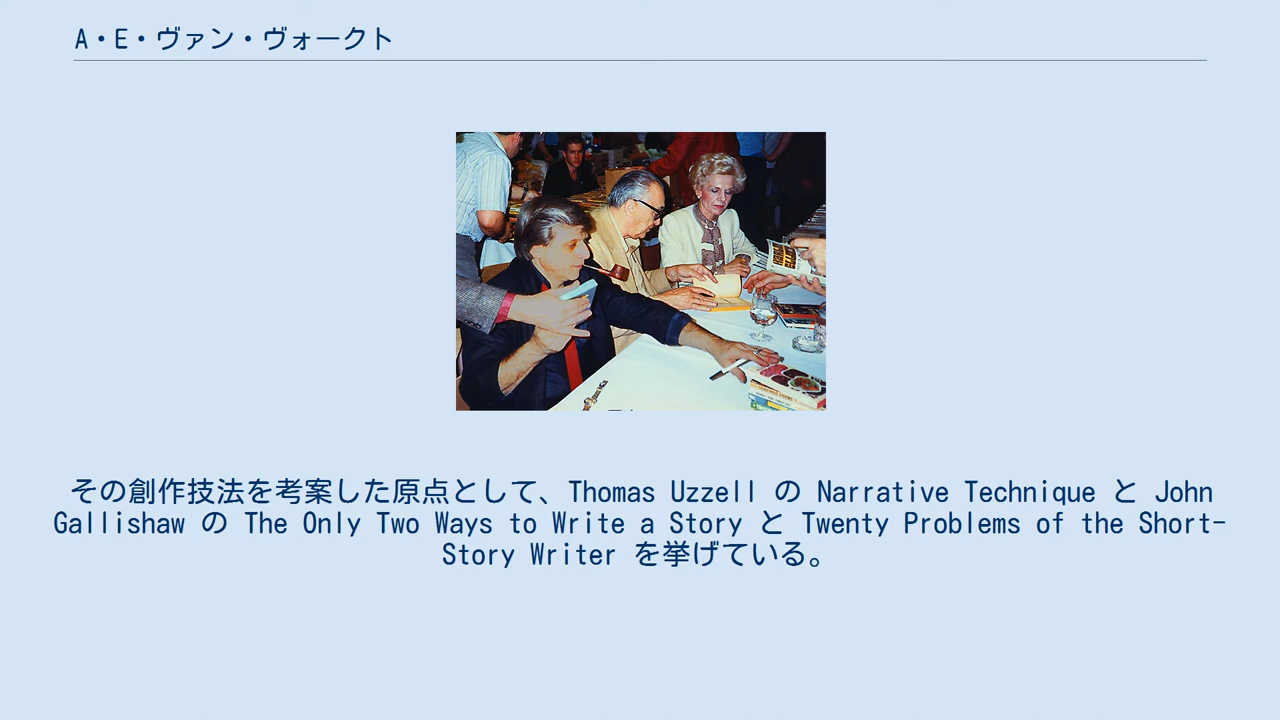 A・E・ヴァン・ヴォークト
その創作技法を考案した原点として、Thomas Uzzell の Narrative Technique と John
Gallishaw の The Only Two Ways to Write a Story と Twenty Problems of the Short-
Story Writer を挙げている。